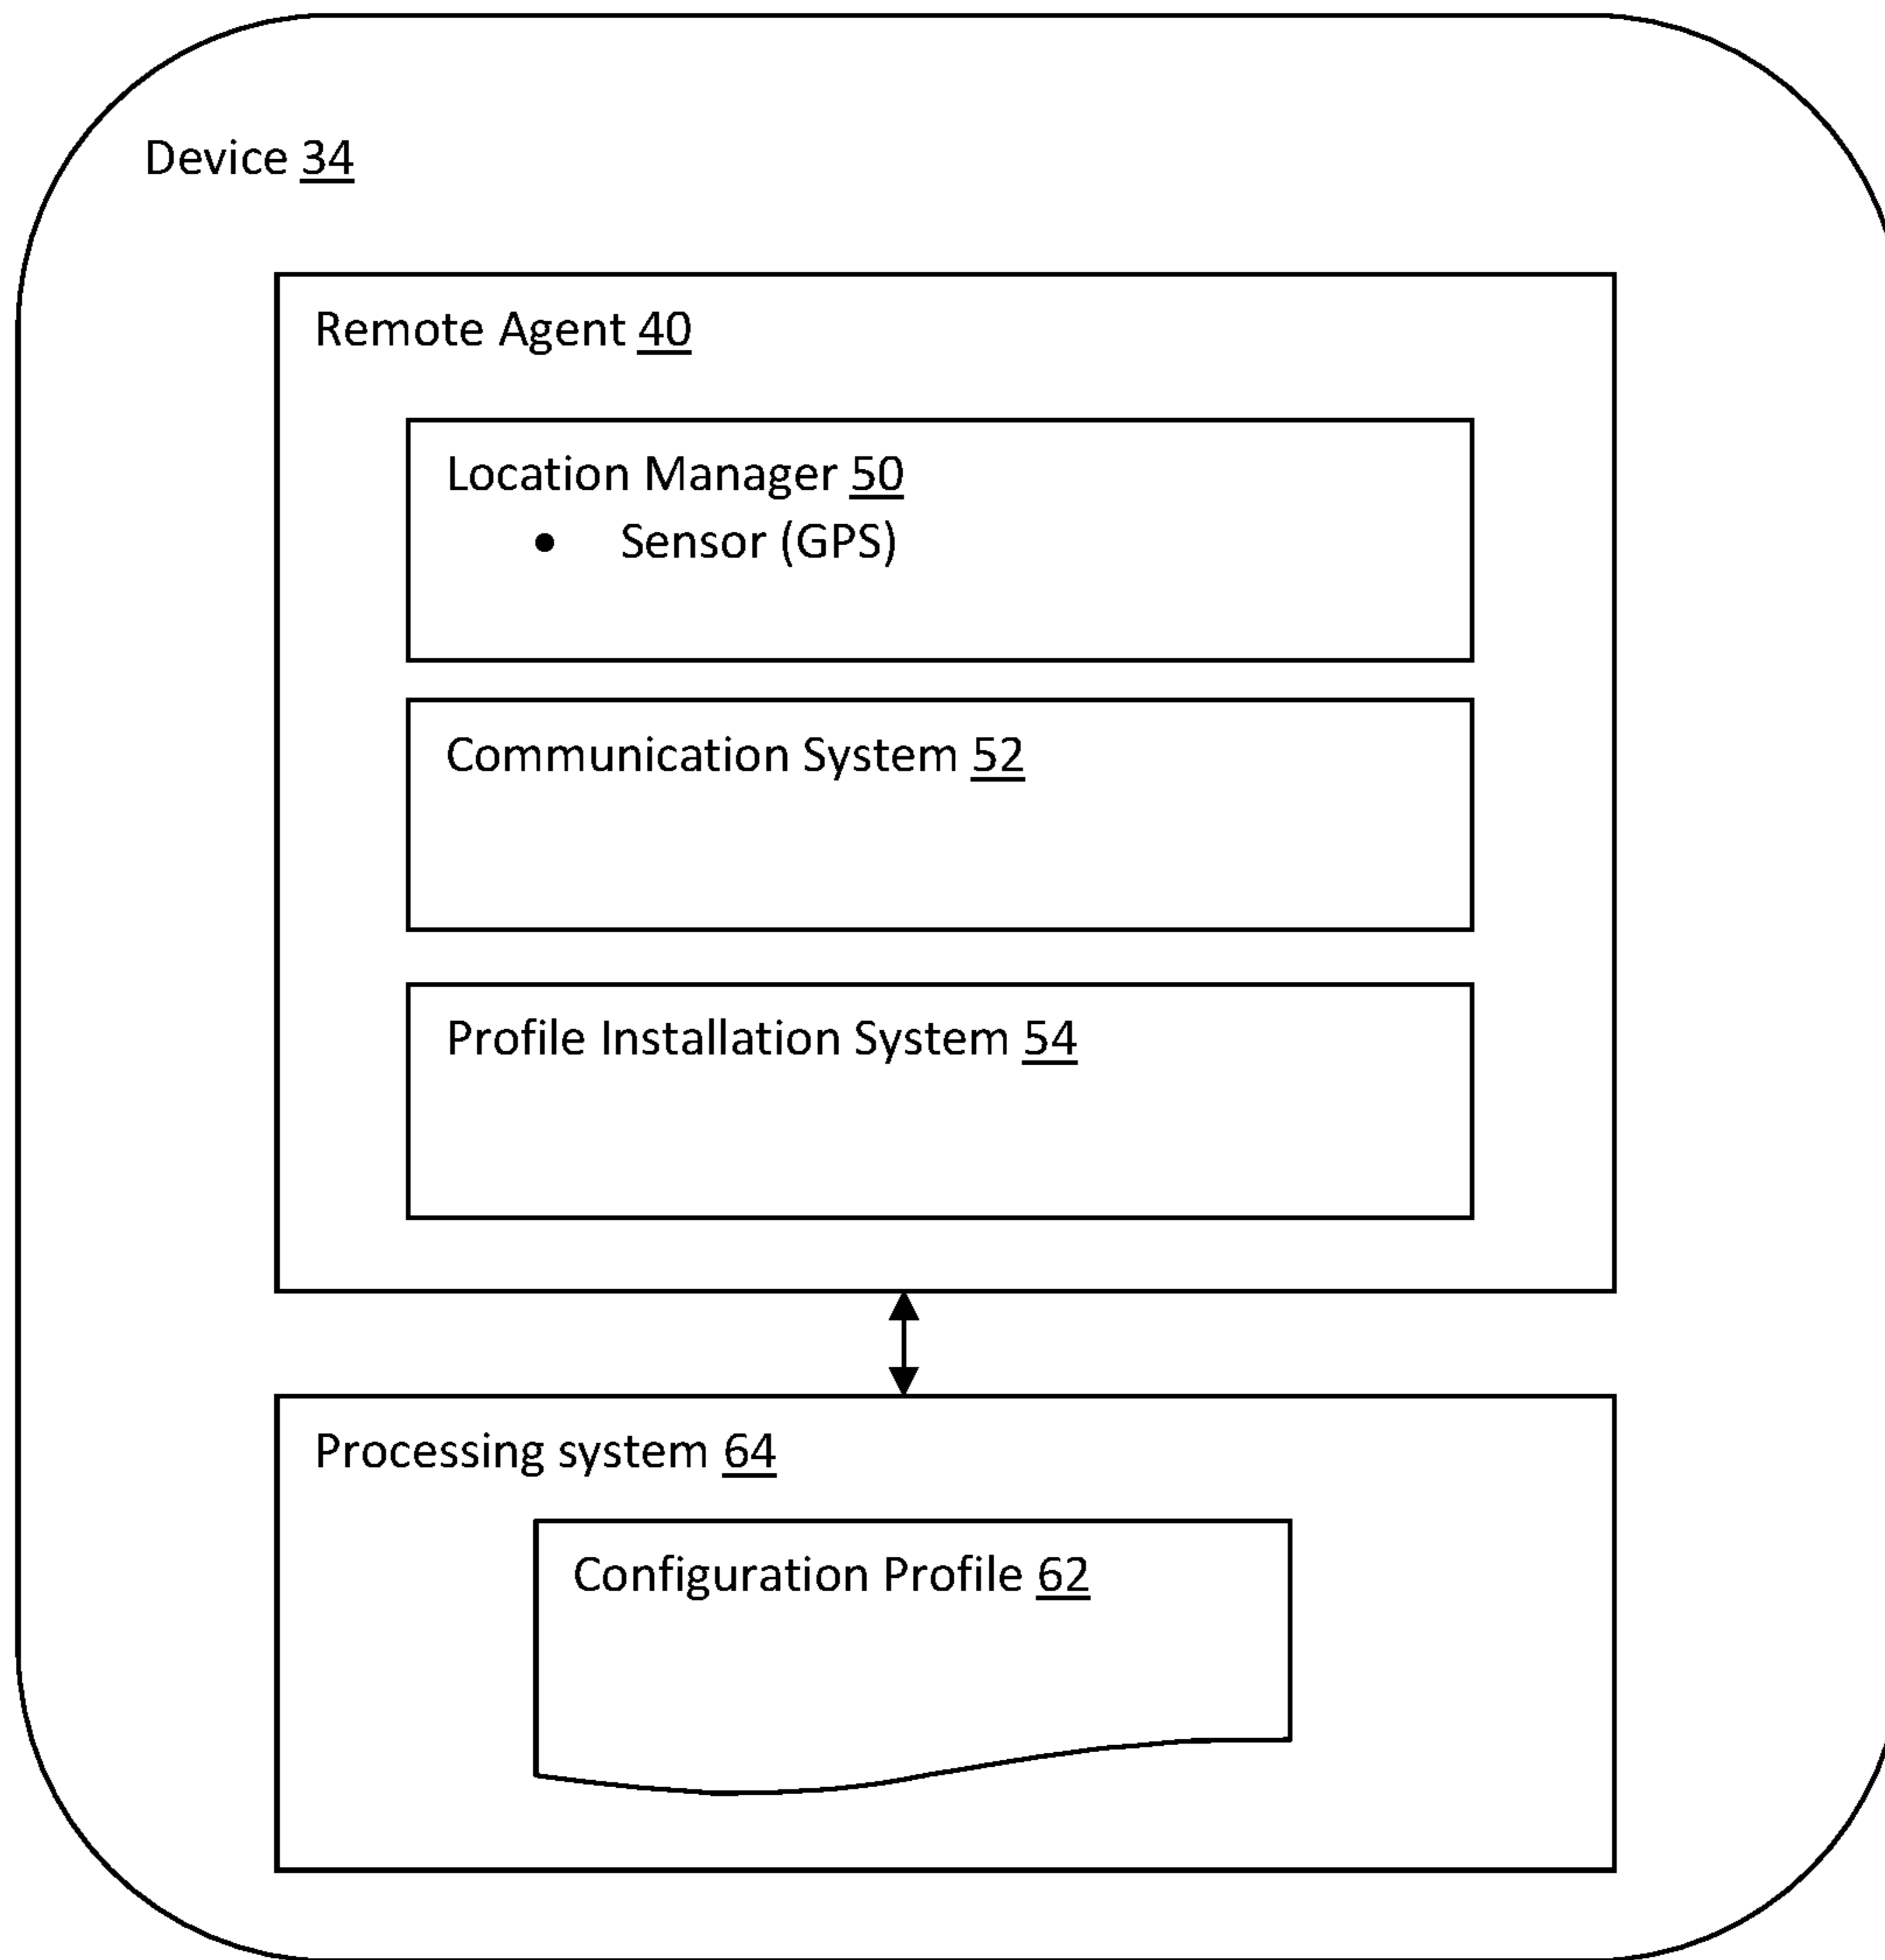 Device 34
Remote Agent 40
Location Manager 50
• Sensor (GPS)
Communication System 52
Profile Installation System 54
Processing system 64
Configuration Profile 62